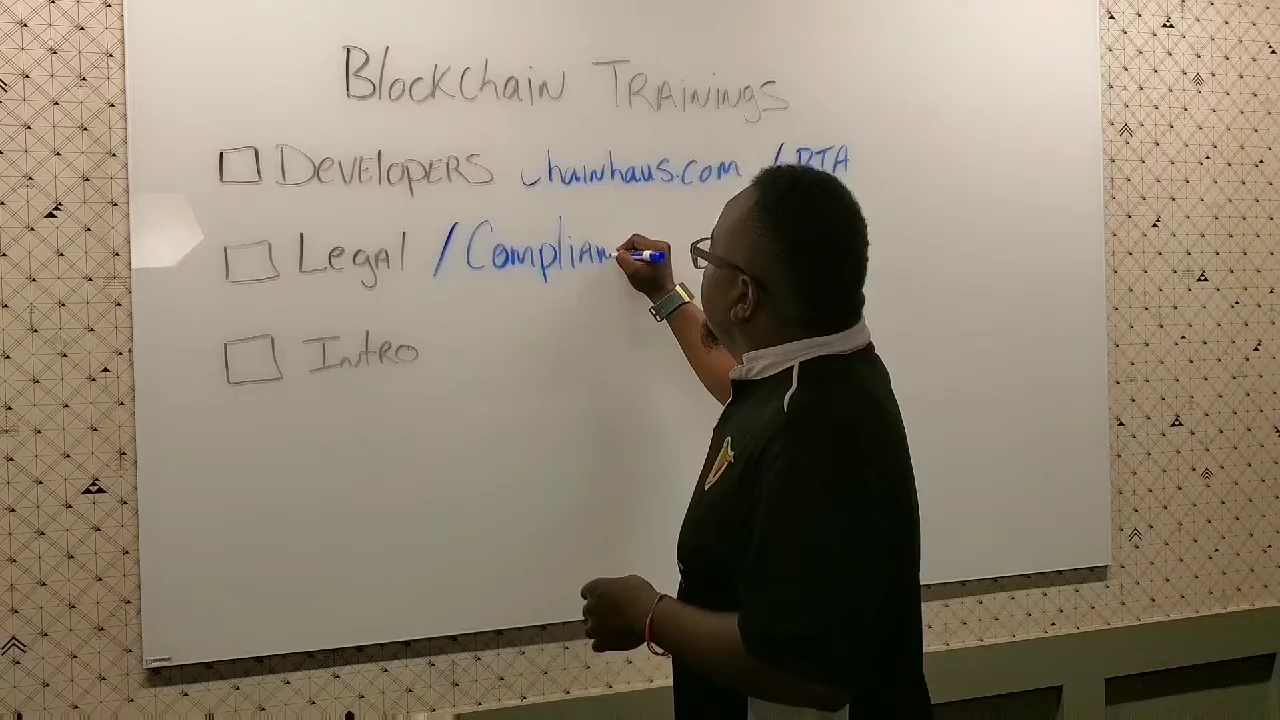 Blockchain Trainings
Developers chainhaus.com / BTA
Legal / Complian
Intro